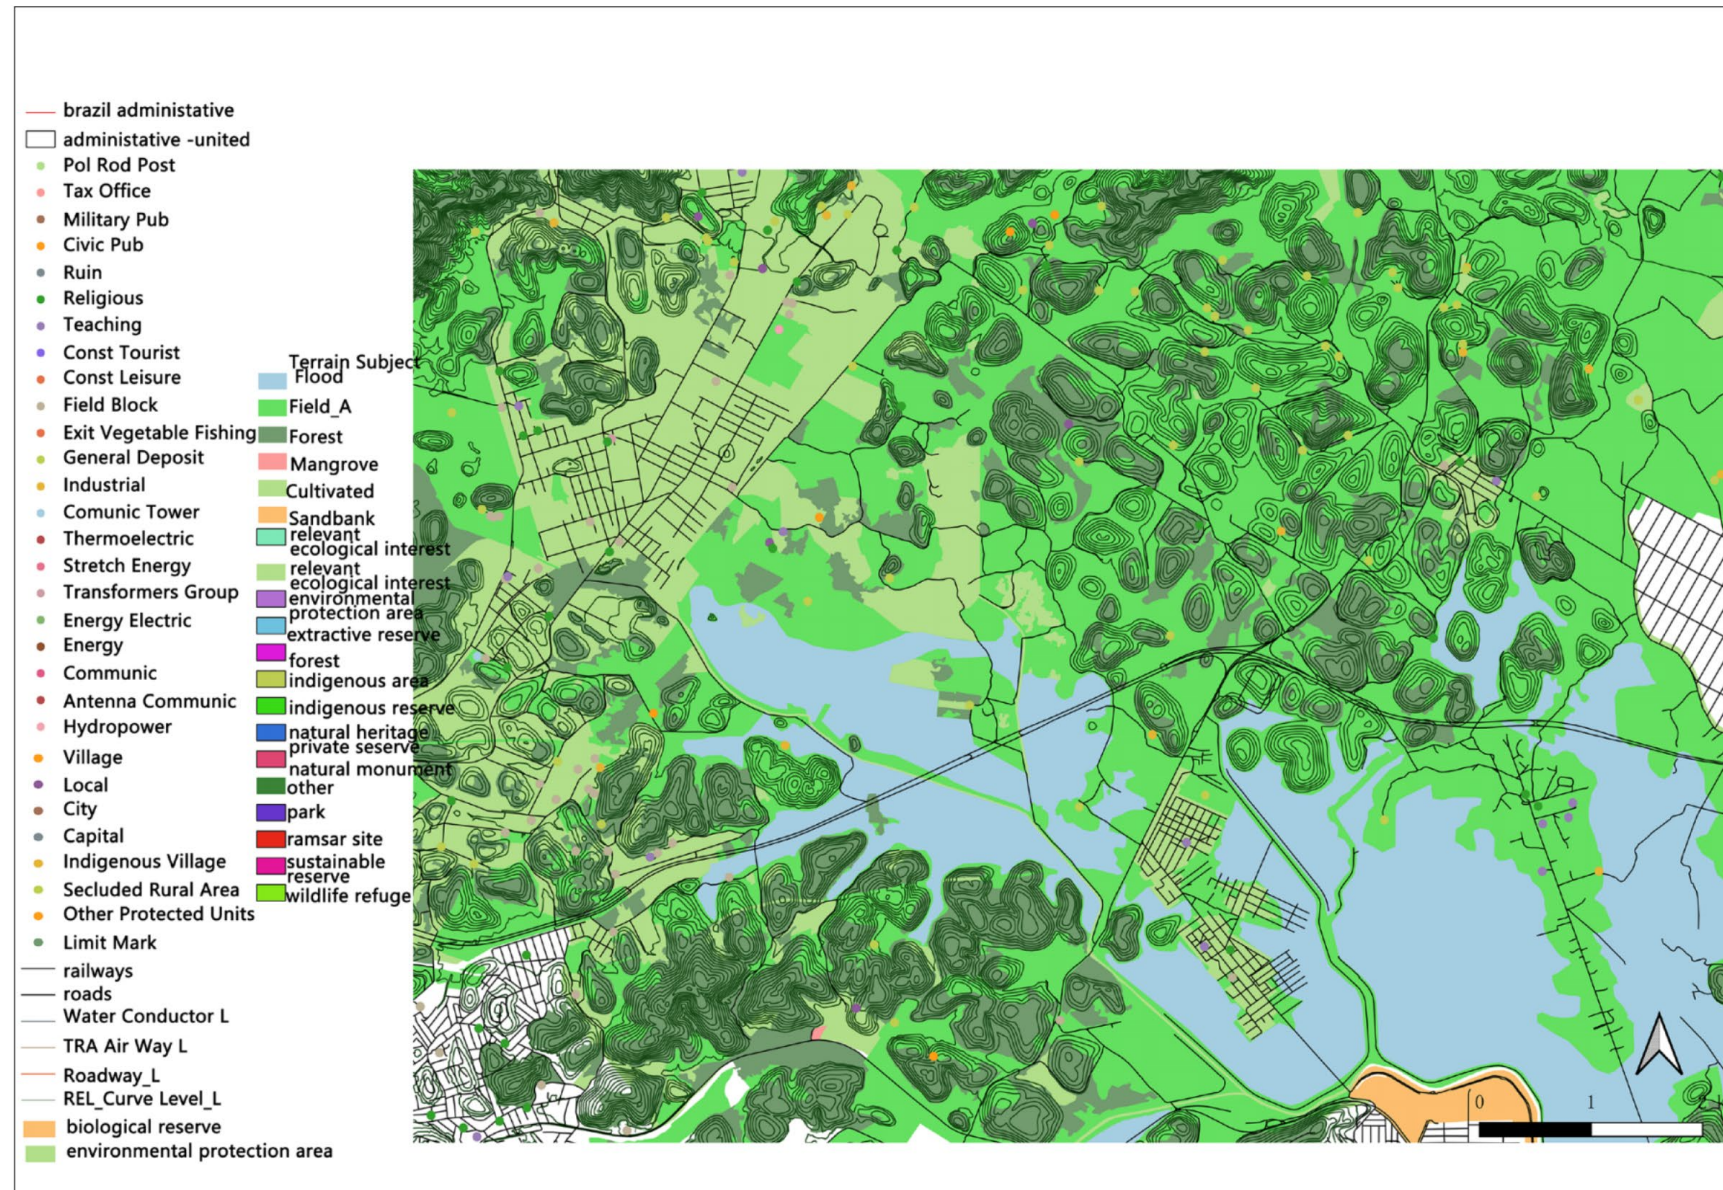 brazil administative
administative -united
Pol Rod Post
Tax Office
Military Pub
Civic Pub
Ruin
Religious
Teaching
Const Tourist
Const Leisure
Field Block
Exit Vegetable Fishing
General Deposit
Industrial
Comunic Tower
Thermoelectric
Stretch Energy
Transformers Group
Energy Electric
Energy
Communic
Antenna Communic
Hydropower
Village
Local
City
Capital
Indigenous Village
Secluded Rural Area
Other Protected Units
Limit Mark
railways
roads
Water Conductor L
TRA Air Way L
Roadway_L
REL_Curve Level_L
biological reserve
environmental protection area
Terrain Subject
Flood
Field_A
Forest
Mangrove
Cultivated
Sandbank
relevant
ecological interest
relevant
ecological interest
environmental
protection area
extractive reserve
forest
indigenous area
indigenous reserve
natural heritage
private seserve
natural monument
other
park
ramsar site
sustainable
reserve
wildlife refuge
0 1